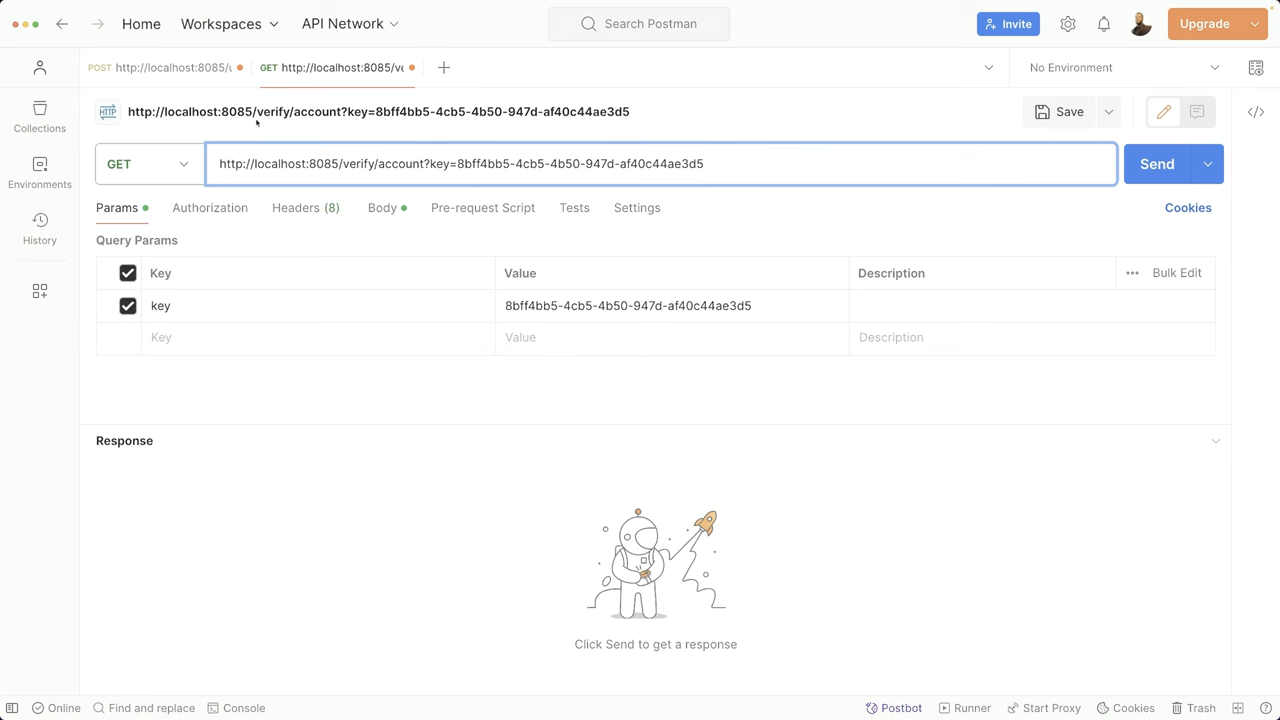 Home Workspaces API Network Search Postman Invite Upgrade
POST http://localhost:8085/ GET http://localhost:8085/ve No Environment
HTTP http://localhost:8085/verify/account?key=8bff4bb5-4cb5-4b50-947d-af40c44ae3d5 Save
Collections
GET http://localhost:8085/verify/account?key=8bff4bb5-4cb5-4b50-947d-af40c44ae3d5 Send
Environments
Params Authorization Headers (8) Body Pre-request Script Tests Settings Cookies
History
Query Params
Key Value Description Bulk Edit
key 8bff4bb5-4cb5-4b50-947d-af40c44ae3d5
Key Value Description
Response
Click Send to get a response
Online Find and replace Console Postbot Runner Start Proxy Cookies Trash